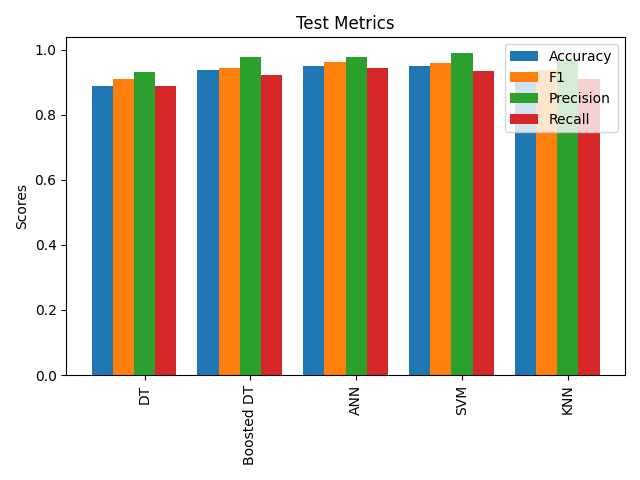 Test Metrics
1.0
0.8
0.6
0.4
0.2
0.0
Scores
Accuracy
F1
Precision
Recall
DT
Boosted DT
ANN
SVM
KNN